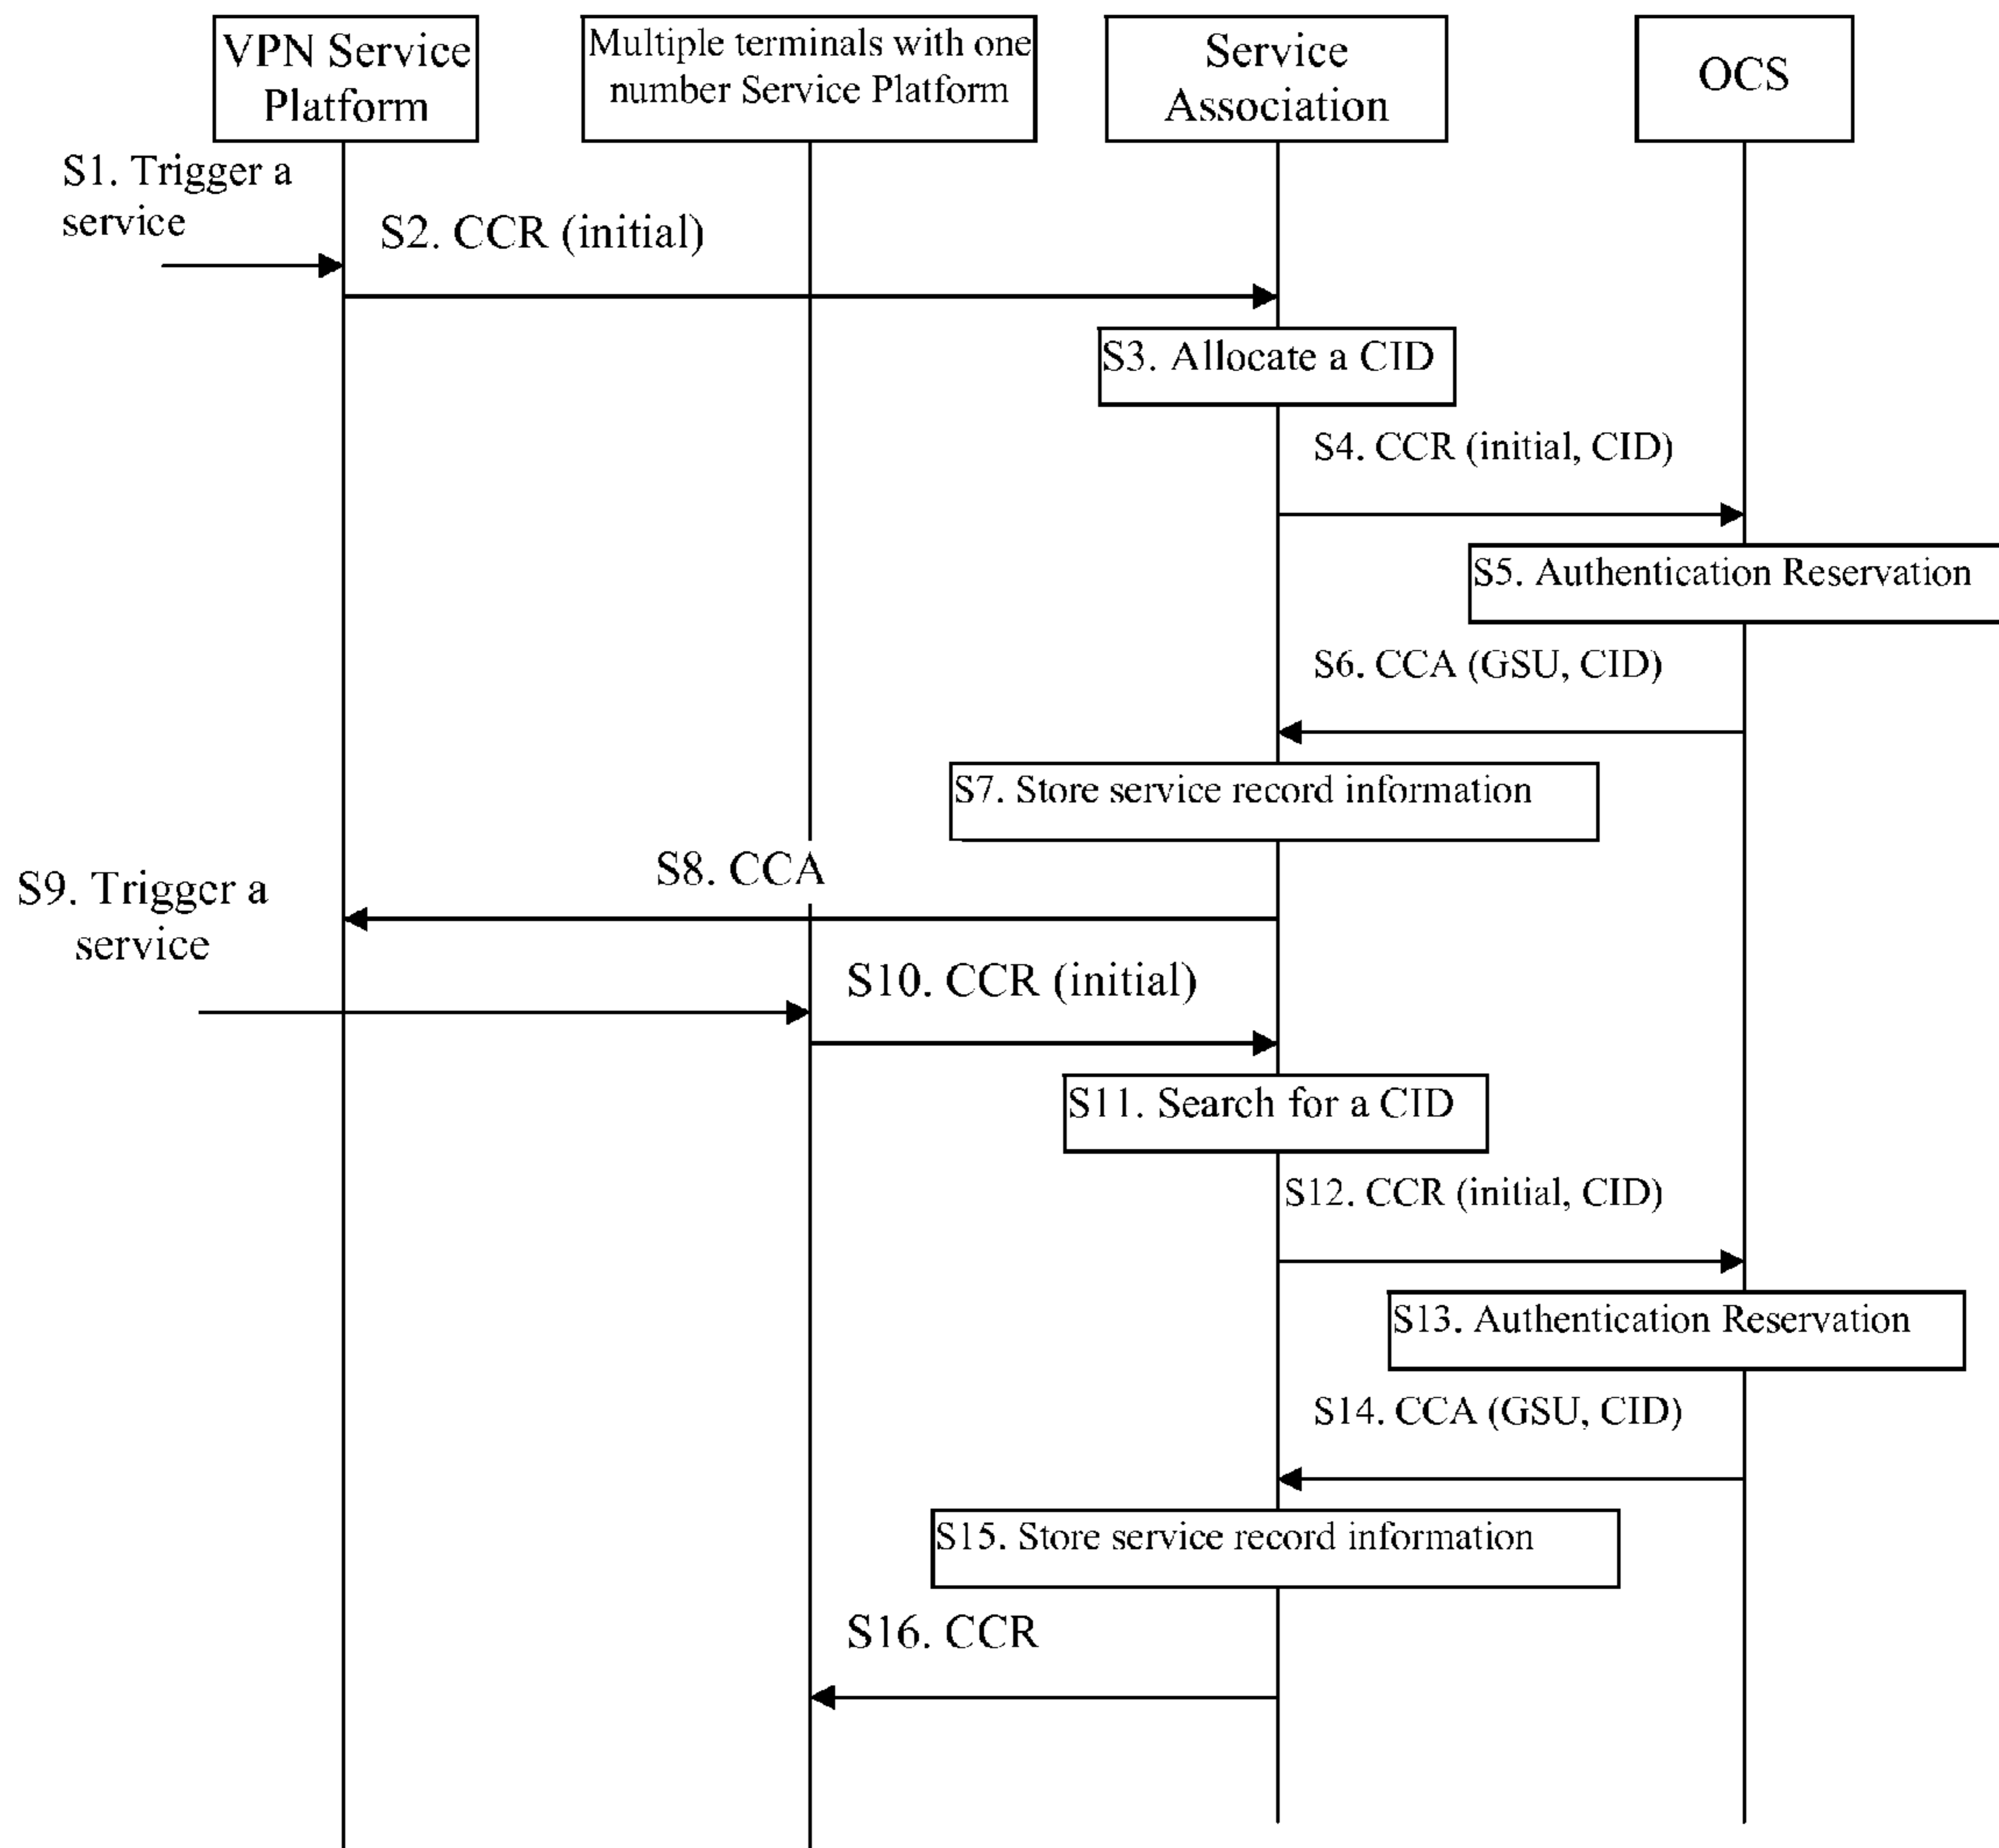 VPN Service
Platform
Multiple terminals with one
number Service Platform
Service
Association
OCS
S1. Trigger a
service
S2. CCR (initial)
S3. Allocate a CID
S4. CCR (initial, CID)
S5. Authentication Reservation
S6. CCA (GSU, CID)
S7. Store service record information
S8. CCA
S9. Trigger a
service
S10. CCR (initial)
S11. Search for a CID
S12. CCR (initial, CID)
S13. Authentication Reservation
S14. CCA (GSU, CID)
S15. Store service record information
S16. CCR